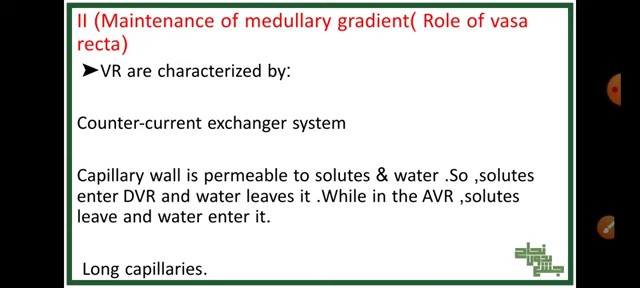 II (Maintenance of medullary gradient( Role of vasa
recta)
➤VR are characterized by:
Counter-current exchanger system
Capillary wall is permeable to solutes & water .So ,solutes
enter DVR and water leaves it .While in the AVR ,solutes
leave and water enter it.
Long capillaries.